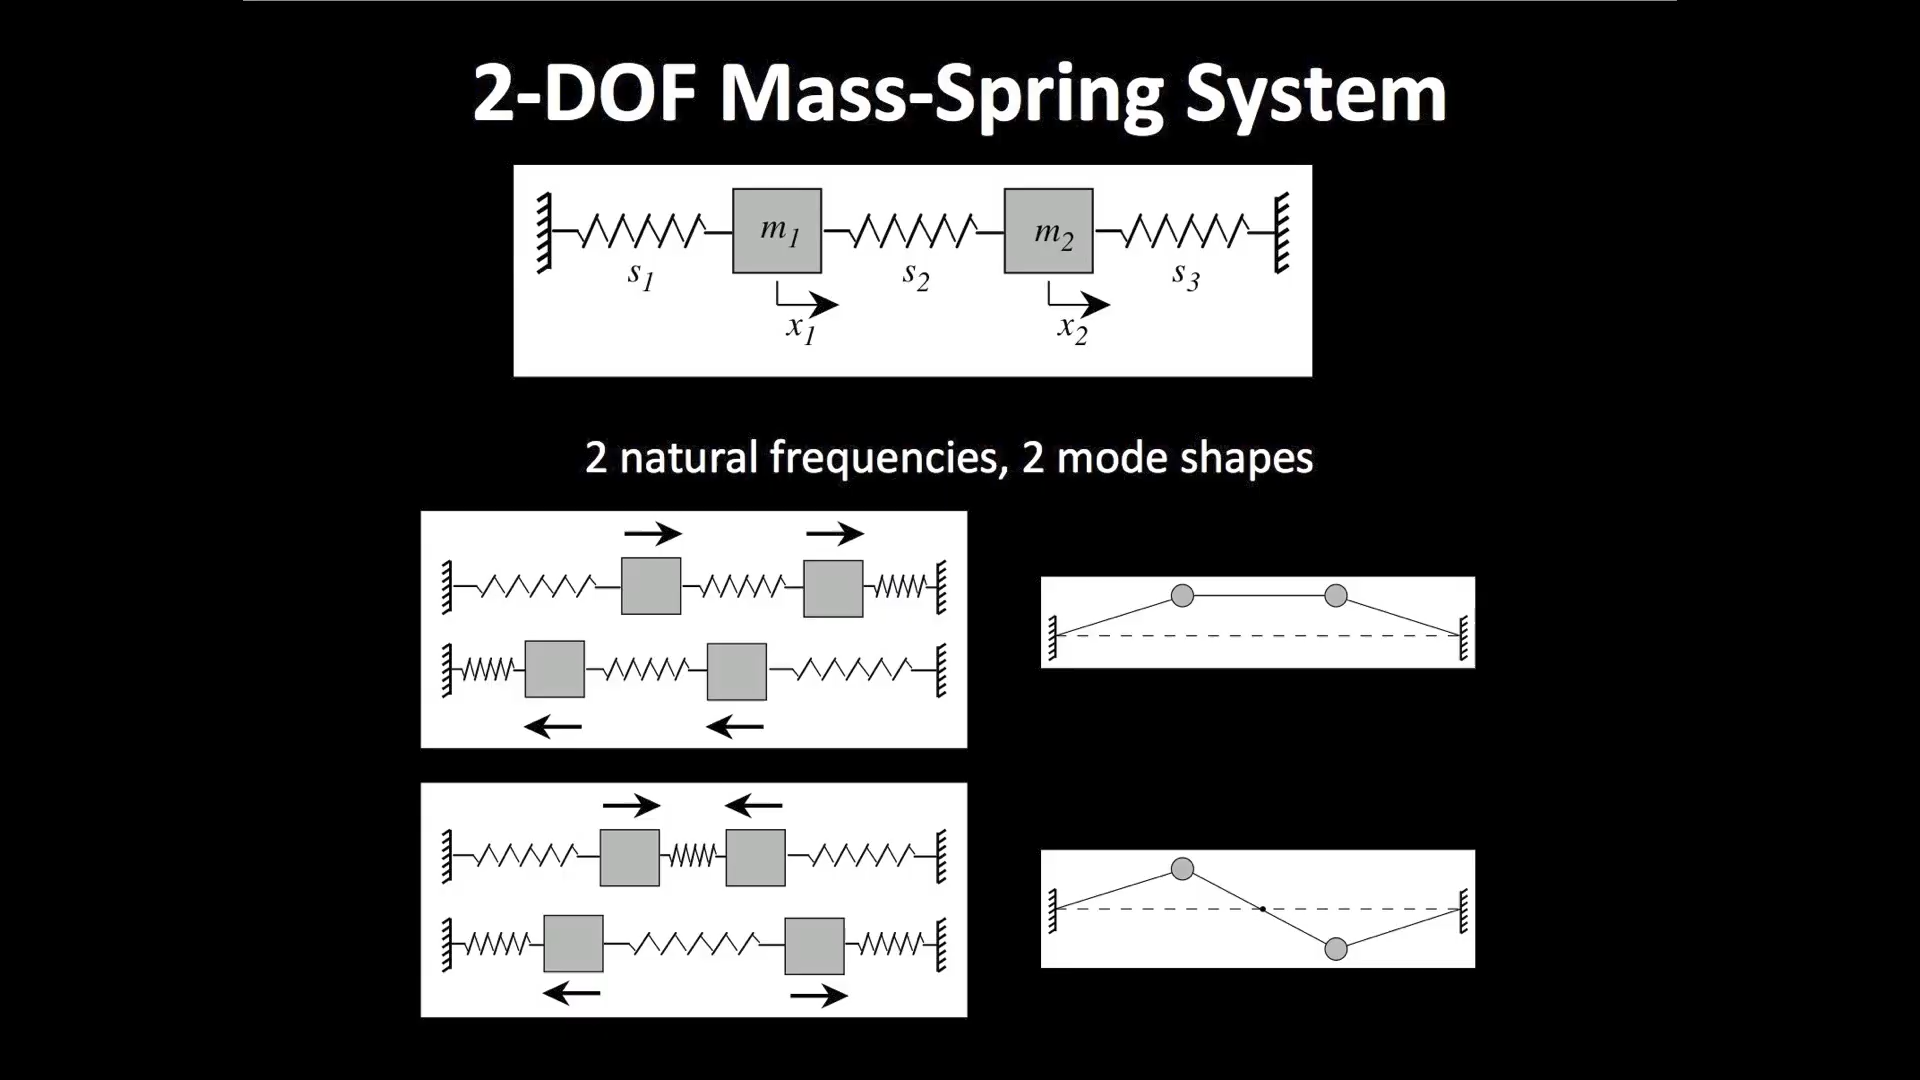 2-DOF Mass-Spring System
m1 m2
s1 s2 s3
x1 x2
2 natural frequencies, 2 mode shapes